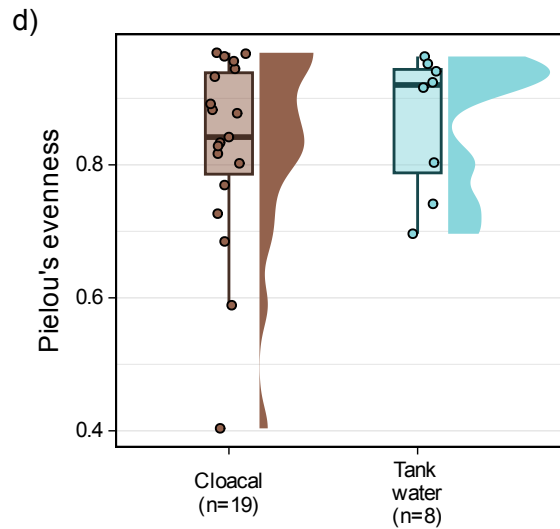 d)
Pielou's evenness
0.8
0.6
0.4
Cloacal
(n=19)
Tank
water
(n=8)